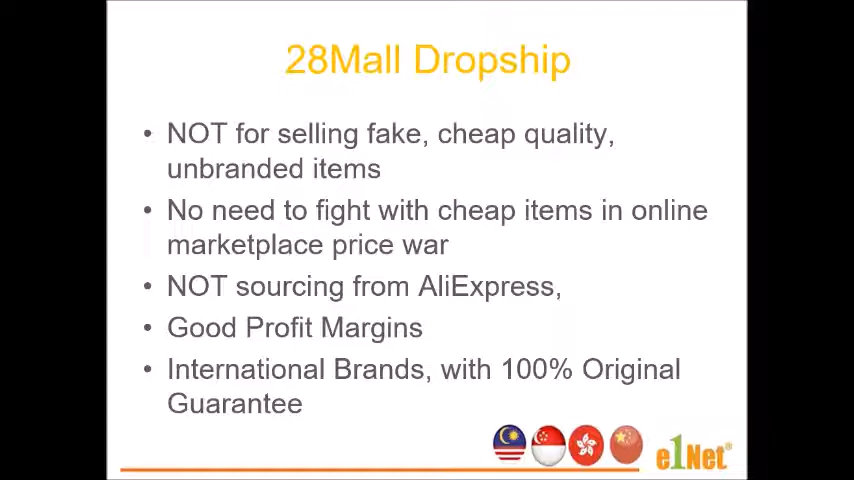 28Mall Dropship
• NOT for selling fake, cheap quality,
unbranded items
• No need to fight with cheap items in online
marketplace price war
• NOT sourcing from AliExpress,
• Good Profit Margins
• International Brands, with 100% Original
Guarantee
e1Net®